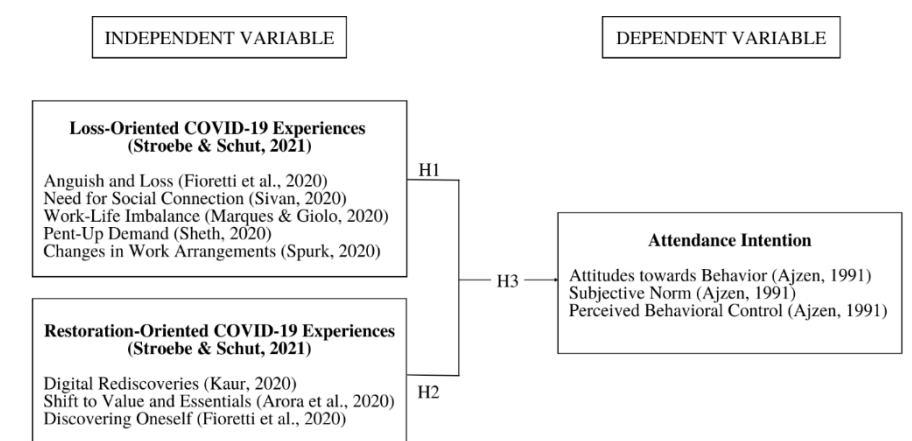 INDEPENDENT VARIABLE
DEPENDENT VARIABLE
Loss-Oriented COVID-19 Experiences
(Stroebe & Schut, 2021)
Anguish and Loss (Fioretti et al., 2020)
Need for Social Connection (Sivan, 2020)
Work-Life Imbalance (Marques & Giolo, 2020)
Pent-Up Demand (Sheth, 2020)
Changes in Work Arrangements (Spurk, 2020)
H1
Restoration-Oriented COVID-19 Experiences
(Stroebe & Schut, 2021)
Digital Rediscoveries (Kaur, 2020)
Shift to Value and Essentials (Arora et al., 2020)
Discovering Oneself (Fioretti et al., 2020)
H2
H3
Attendance Intention
Attitudes towards Behavior (Ajzen, 1991)
Subjective Norm (Ajzen, 1991)
Perceived Behavioral Control (Ajzen, 1991)